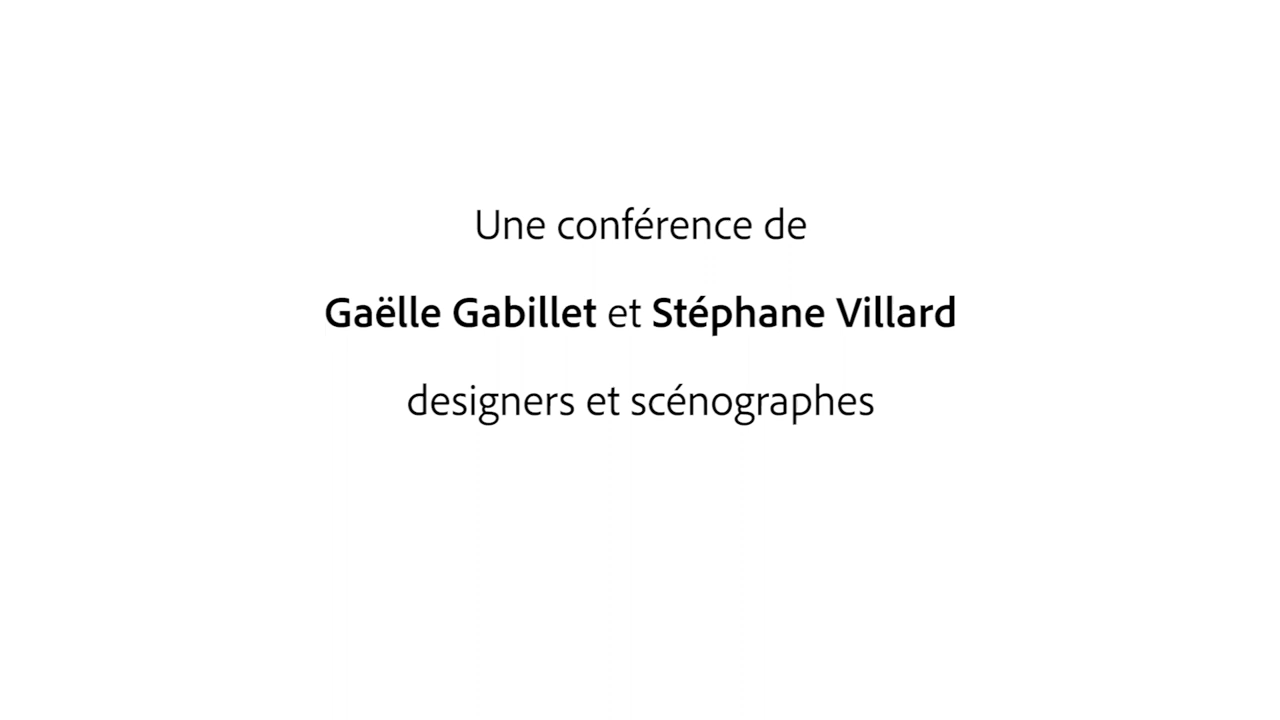 Une conférence de
Gaëlle Gabillet et Stéphane Villard
designers et scénographes